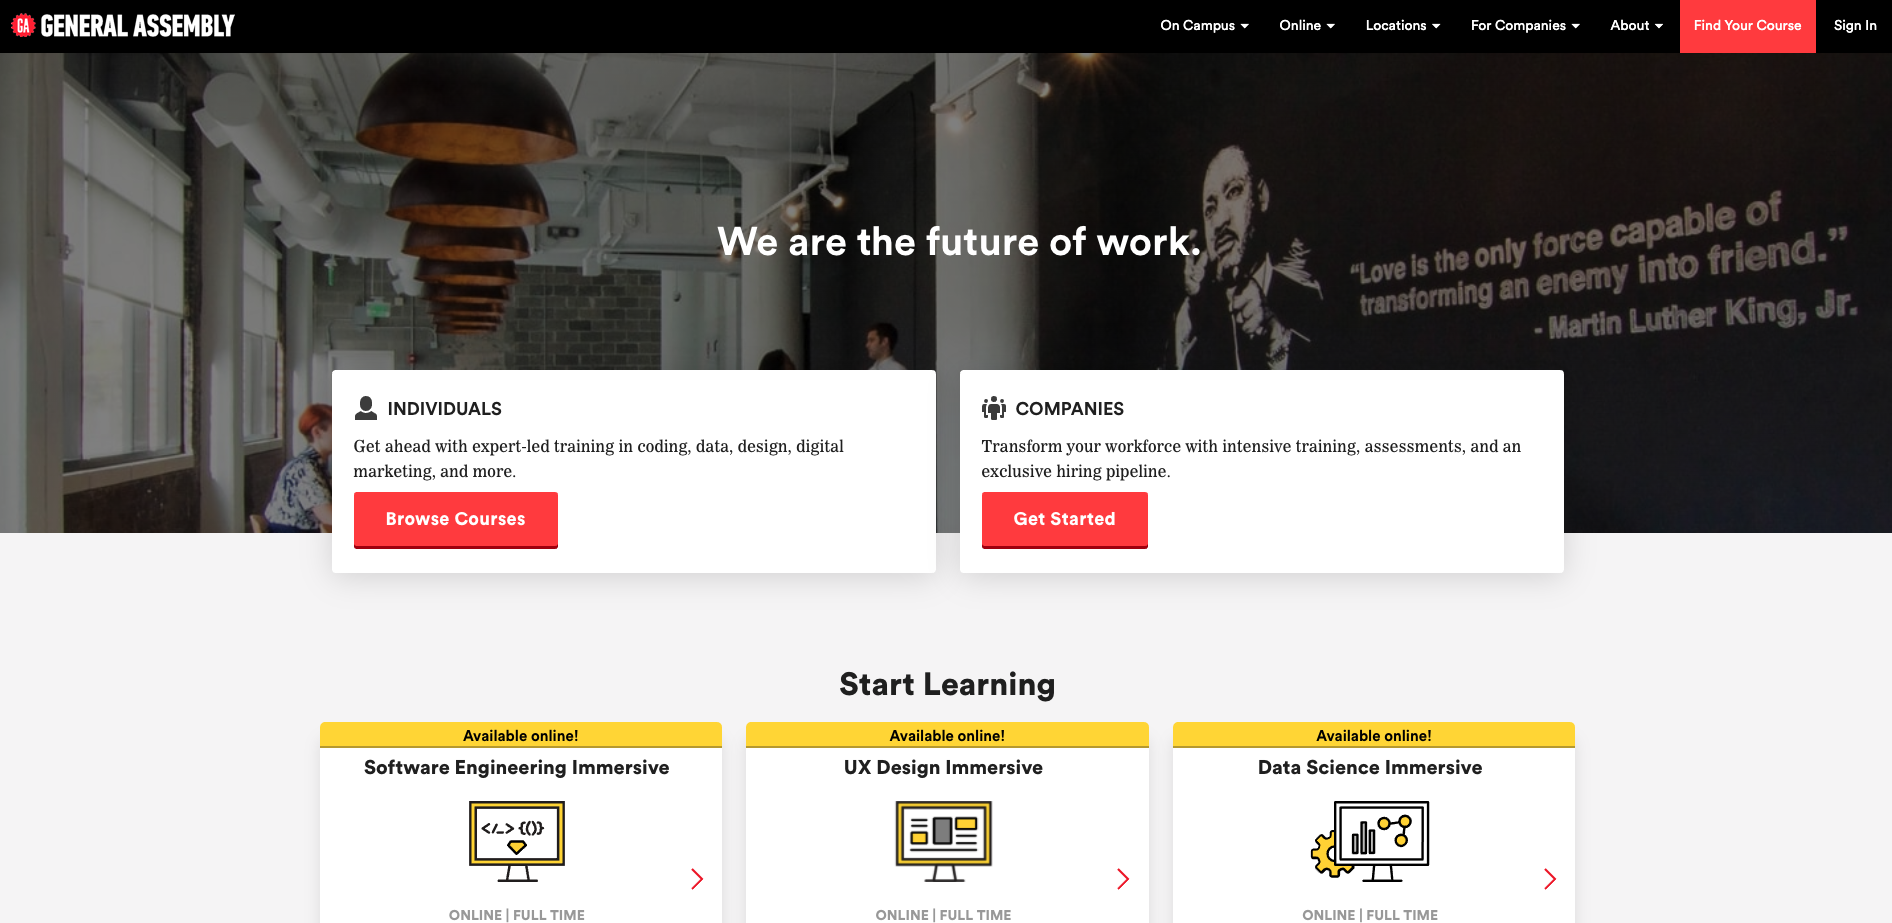 GA GENERAL ASSEMBLY
On Campus
Online
Locations
For Companies
About
Find Your Course
Sign In
We are the future of work.
“Love is the only force capable of
transforming an enemy into friend.”
- Martin Luther King, Jr.
INDIVIDUALS
Get ahead with expert-led training in coding, data, design, digital
marketing, and more.
Browse Courses
COMPANIES
Transform your workforce with intensive training, assessments, and an
exclusive hiring pipeline.
Get Started
Start Learning
Available online!
Software Engineering Immersive
</_> {()}
ONLINE | FULL TIME
Available online!
UX Design Immersive
ONLINE | FULL TIME
Available online!
Data Science Immersive
ONLINE | FULL TIME